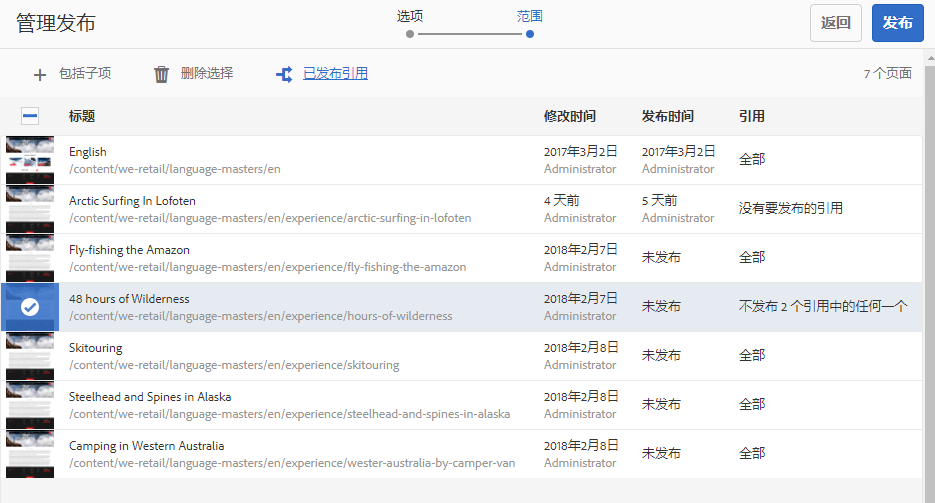 管理发布
选项
范围
返回
发布
包括子项
删除选择
已发布引用
7 个页面
标题
修改时间
发布时间
引用
English
/content/we-retail/language-masters/en
2017年3月2日
Administrator
2017年3月2日
Administrator
全部
Arctic Surfing In Lofoten
/content/we-retail/language-masters/en/experience/arctic-surfing-in-lofoten
4 天前
Administrator
5 天前
Administrator
没有要发布的引用
Fly-fishing the Amazon
/content/we-retail/language-masters/en/experience/fly-fishing-the-amazon
2018年2月7日
Administrator
未发布
全部
48 hours of Wilderness
/content/we-retail/language-masters/en/experience/hours-of-wilderness
2018年2月7日
Administrator
未发布
不发布 2 个引用中的任何一个
Skitouring
/content/we-retail/language-masters/en/experience/skitouring
2018年2月8日
Administrator
未发布
全部
Steelhead and Spines in Alaska
/content/we-retail/language-masters/en/experience/steelhead-and-spines-in-alaska
2018年2月8日
Administrator
未发布
全部
Camping in Western Australia
/content/we-retail/language-masters/en/experience/wester-australia-by-camper-van
2018年2月8日
Administrator
未发布
全部